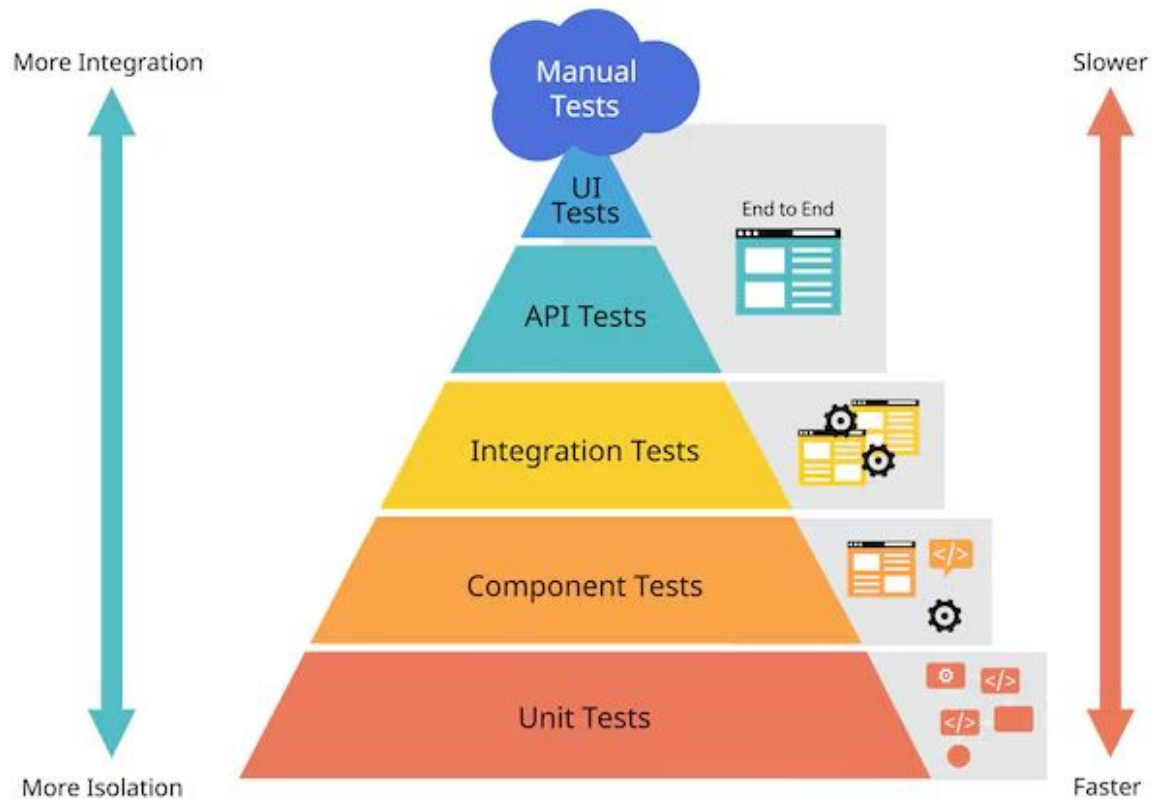 More Integration
Slower
Manual
Tests
UI
Tests
End to End
API Tests
Integration Tests
Component Tests
</>
Unit Tests
</>
</>
More Isolation
Faster